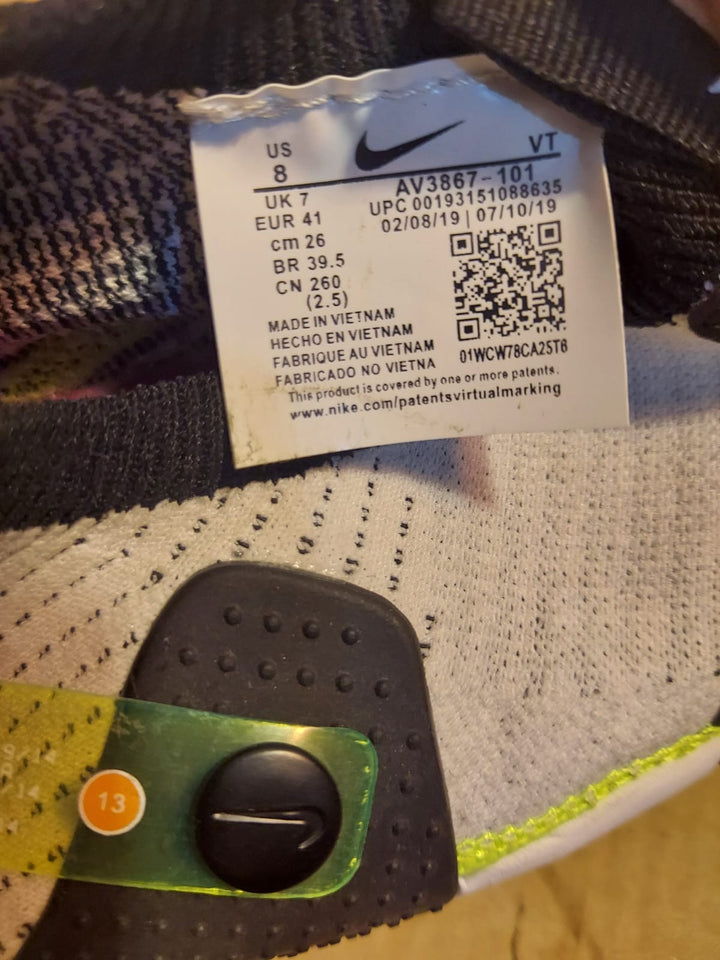 US
8
VT
AV3867-101
UK 7
UPC 00193151088635
EUR 41
02/08/19 | 07/10/19
cm 26
BR 39.5
CN 260
(2.5)
MADE IN VIETNAM
HECHO EN VIETNAM
FABRIQUE AU VIETNAM
FABRICADO NO VIETNA
01WCW78CA25T6
This product is covered by one or more patents.
www.nike.com/patentsvirtualmarking
13